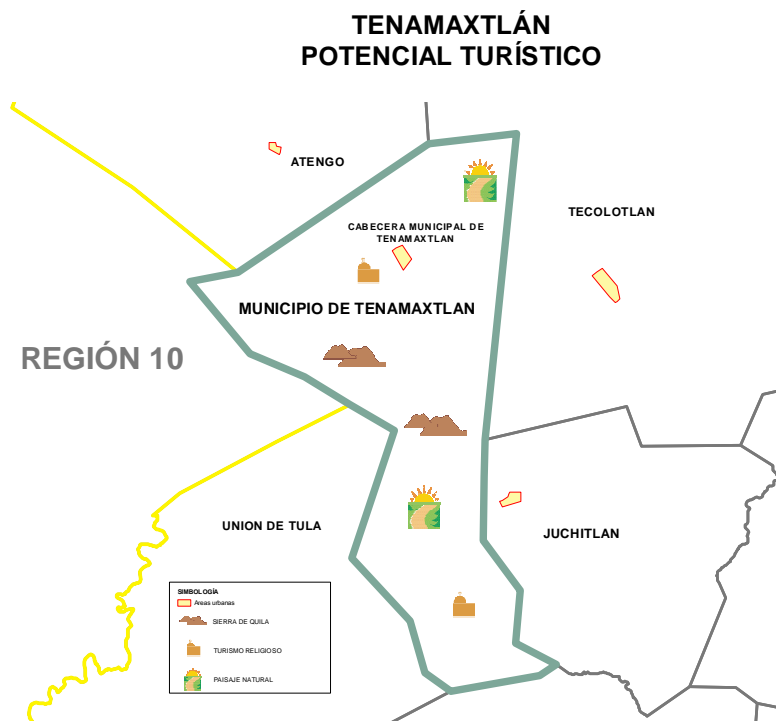 TENAMAXTLÁN
POTENCIAL TURÍSTICO
ATENGO
TECOLOTLAN
CABECERA MUNICIPAL DE
TENAMAXTLAN
MUNICIPIO DE TENAMAXTLAN
REGIÓN 10
UNION DE TULA
JUCHITLAN
SIMBOLOGÍA
Areas urbanas
SIERRA DE QUILA
TURISMO RELIGIOSO
PAISAJE NATURAL